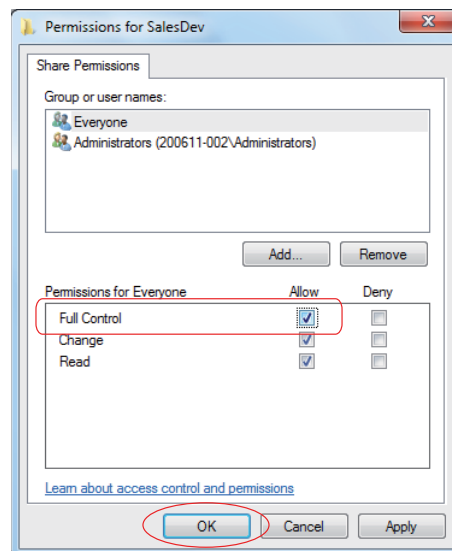 Permissions for SalesDev
Share Permissions
Group or user names:
Everyone
Administrators (200611-002\Administrators)
Add... Remove
Permissions for Everyone Allow Deny
Full Control
Change
Read
Learn about access control and permissions
OK Cancel Apply